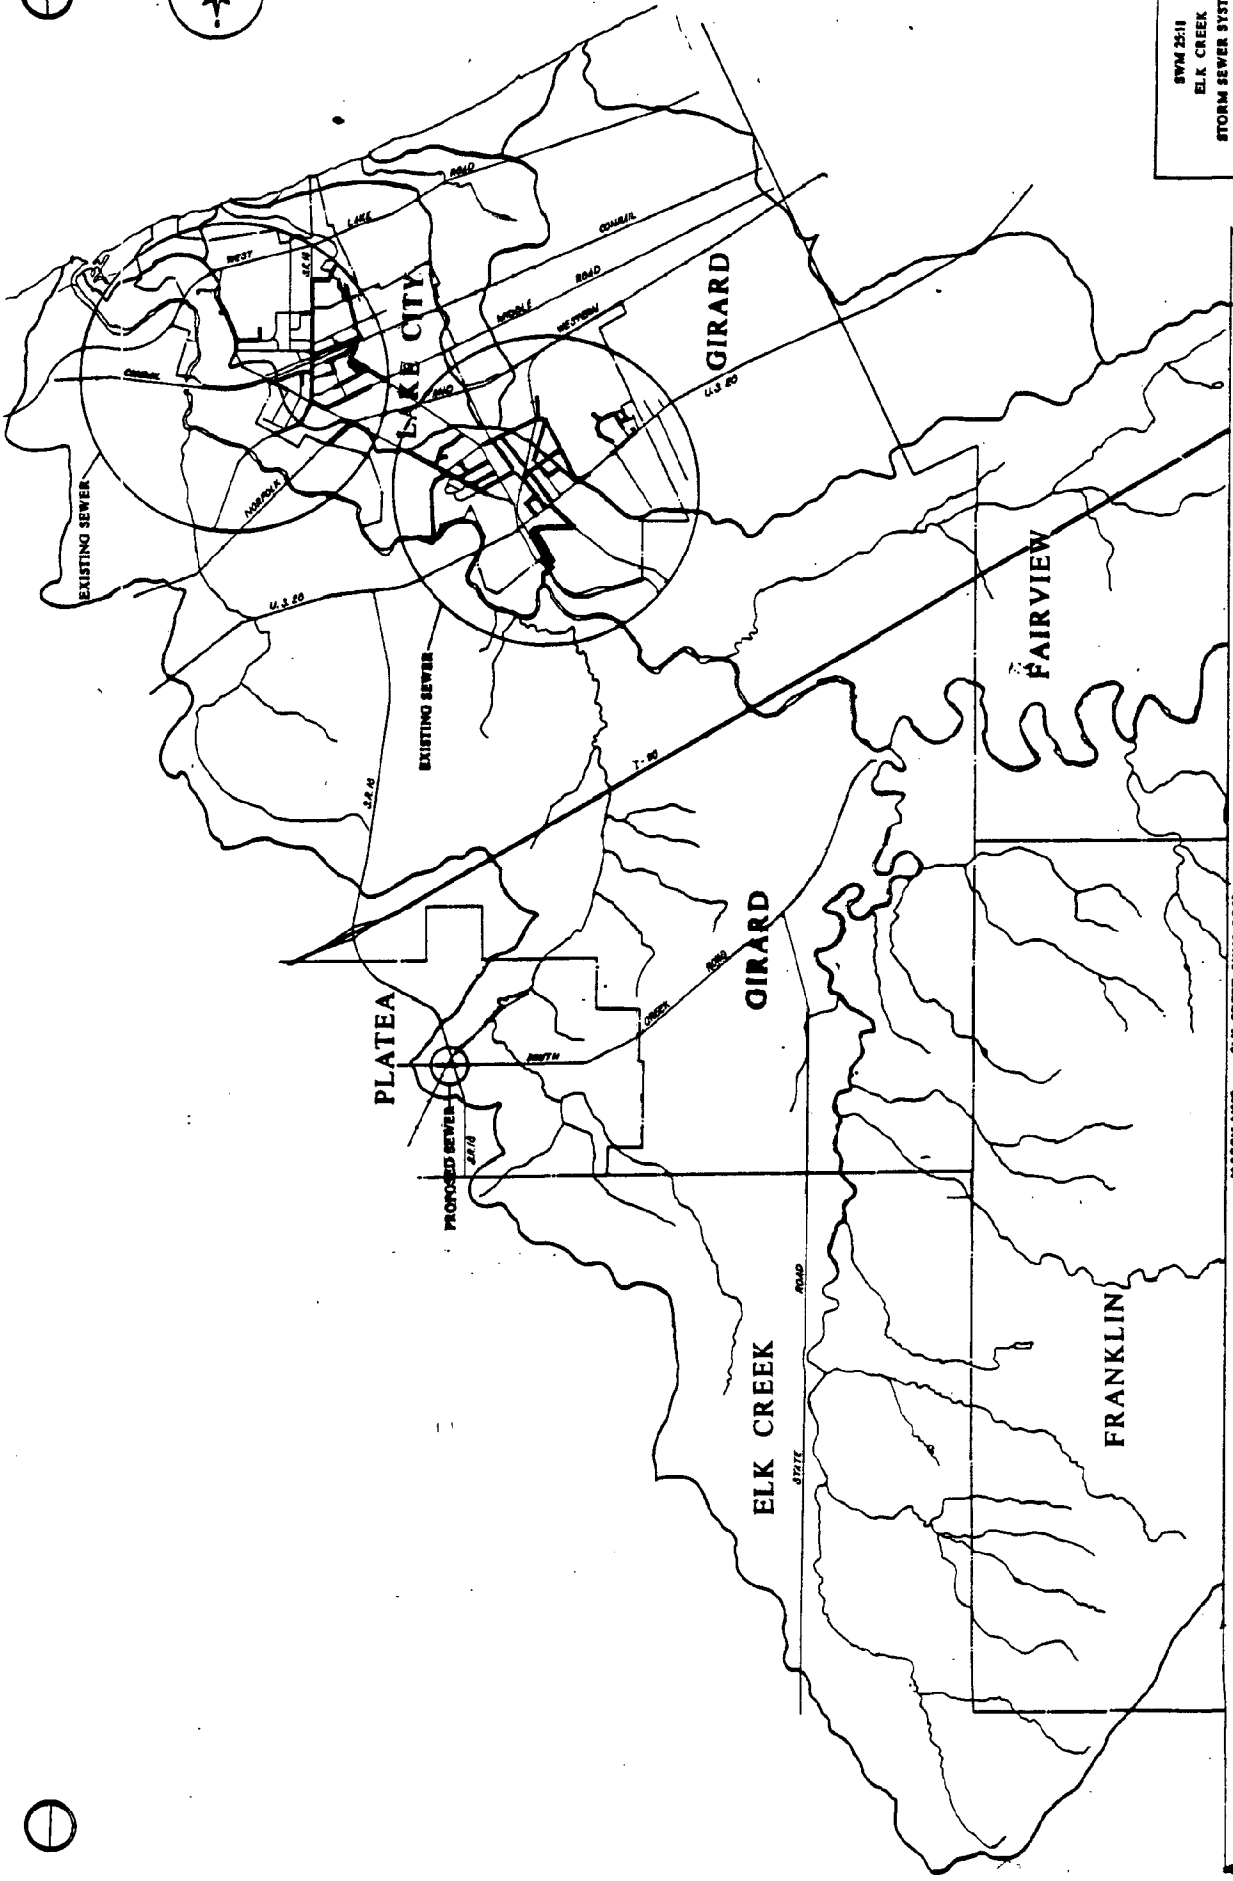 SWM 25:11
ELK CREEK
STORM SEWER SYST
ROAD
LAKE
WEST
S.R. 18
CONRAIL
ROAD
MIDDLE
WESTERN
LAKE CITY
GIRARD
U.S. 20
CONRAIL
ROAD
NORFOLK
EXISTING SEWER
U.S. 20
EXISTING SEWER
FAIRVIEW
I-90
S.R. 18
GIRARD
ROAD
CREEK
SOUTH
PLATEA
PROPOSED SEWER
S.R. 18
ROAD
STATE
ELK CREEK
FRANKLIN